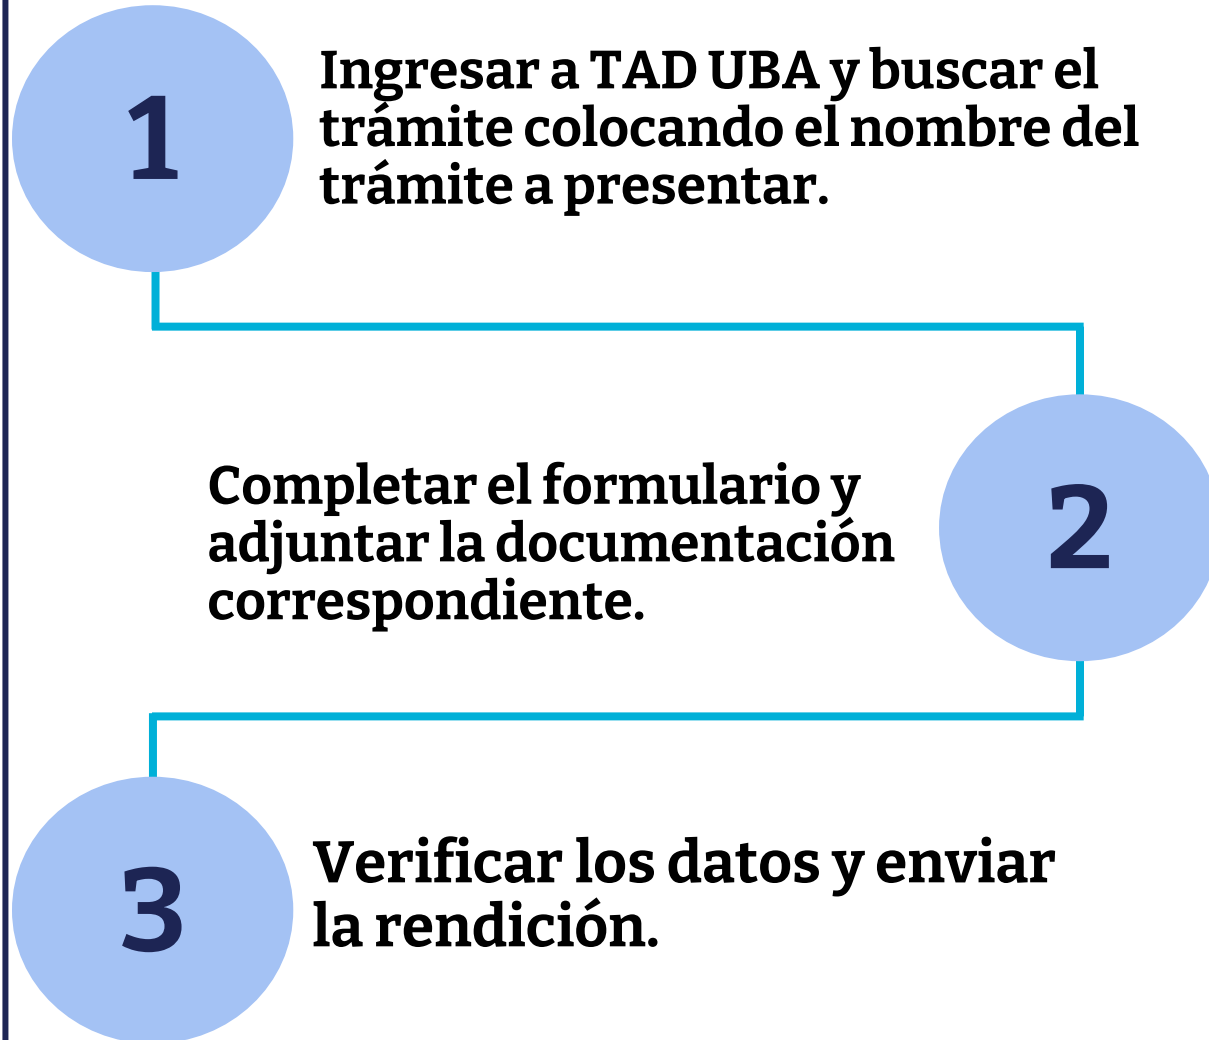 1
Ingresar a TAD UBA y buscar el
trámite colocando el nombre del
trámite a presentar.
Completar el formulario y
adjuntar la documentación
correspondiente.
2
3
Verificar los datos y enviar
la rendición.